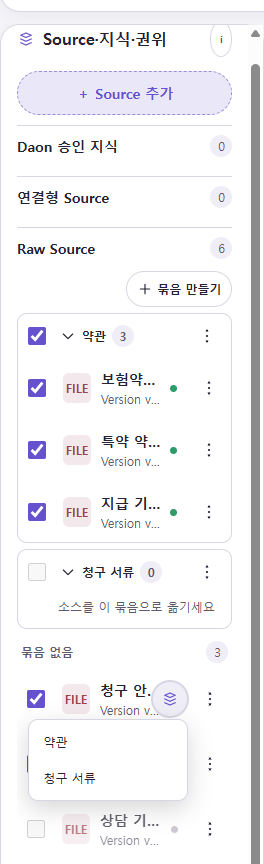 Source·지식·권위
i
+ Source 추가
Daon 승인 지식 0
연결형 Source 0
Raw Source 6
+ 묶음 만들기
약관 3
FILE 보험약...
Version v...
FILE 특약 약...
Version v...
FILE 지급 기...
Version v...
청구 서류 0
소스를 이 묶음으로 옮기세요
묶음 없음 3
FILE 청구 안...
Version v...
약관
청구 서류
FILE 상담 기...
Version v...